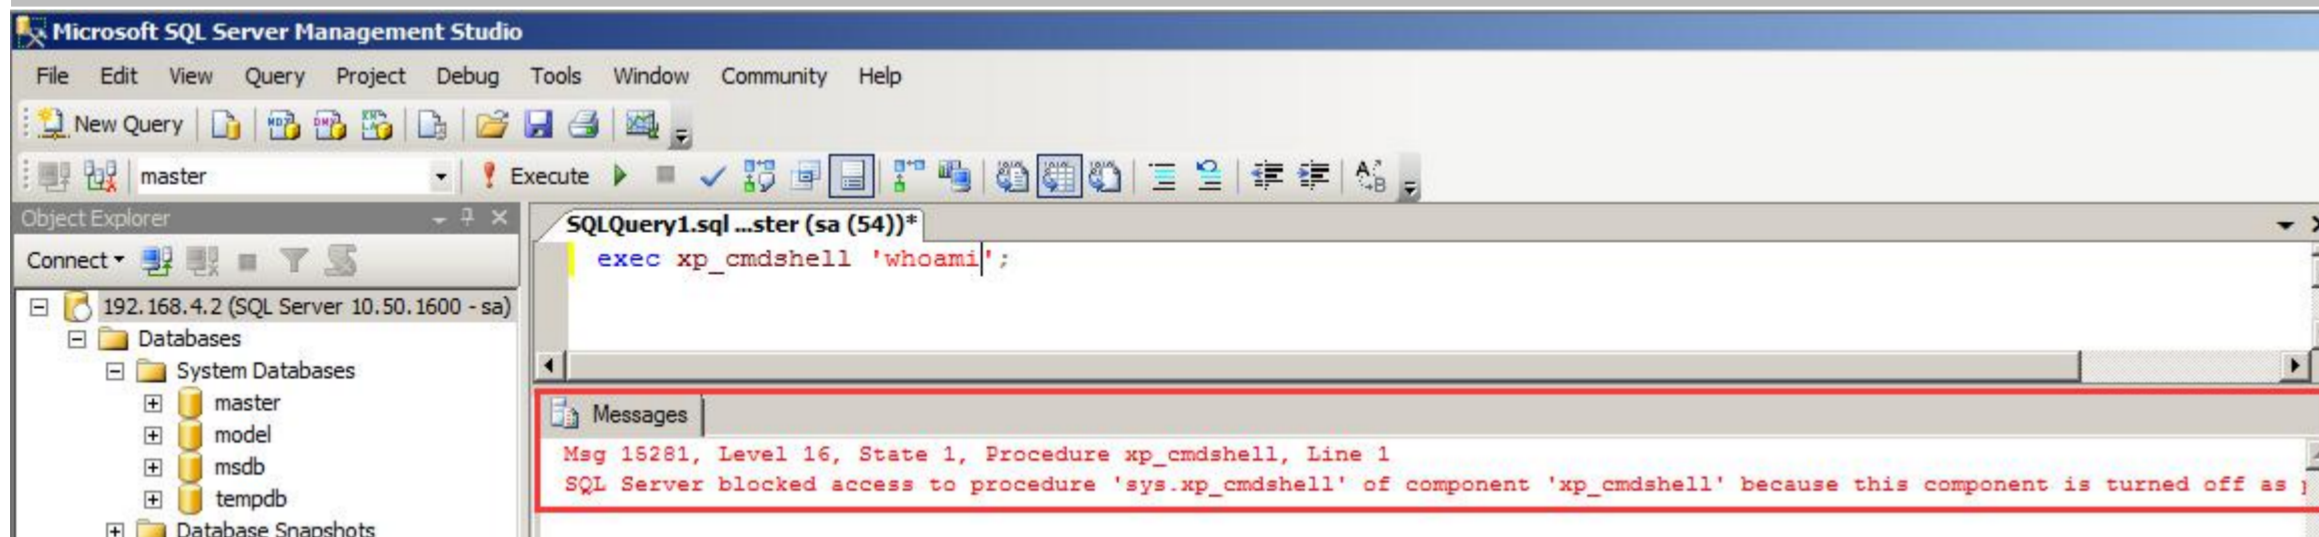 Microsoft SQL Server Management Studio
File Edit View Query Project Debug Tools Window Community Help
New Query
master Execute
Object Explorer
SQLQuery1.sql ...ster (sa (54))*
Connect
exec xp_cmdshell 'whoami';
192.168.4.2 (SQL Server 10.50.1600 - sa)
Databases
System Databases
master
model
msdb
tempdb
Database Snapshots
Messages
Msg 15281, Level 16, State 1, Procedure xp_cmdshell, Line 1
SQL Server blocked access to procedure 'sys.xp_cmdshell' of component 'xp_cmdshell' because this component is turned off as